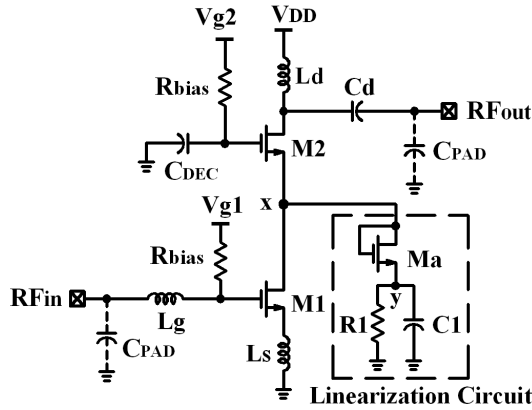 Vg2
VDD
Rbias
Ld
Cd
RFout
CDEC
M2
CPAD
x
Vg1
Rbias
Ma
M1
RFin
Lg
y
R1
C1
CPAD
Ls
Linearization Circuit